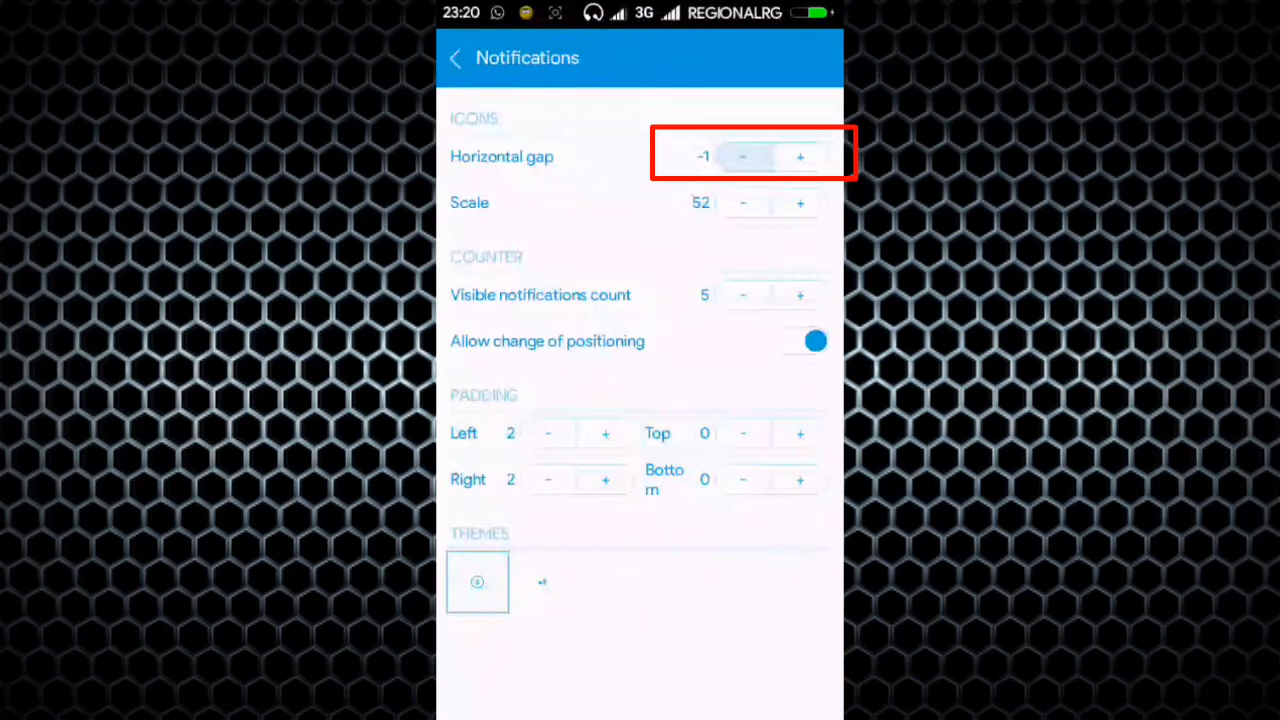 23:20 3G REGIONALRG
Notifications
ICONS
Horizontal gap -1 - +
Scale 52 - +
COUNTER
Visible notifications count 5 - +
Allow change of positioning
PADDING
Left 2 - + Top 0 - +
Right 2 - + Botto
m 0 - +
THEMES